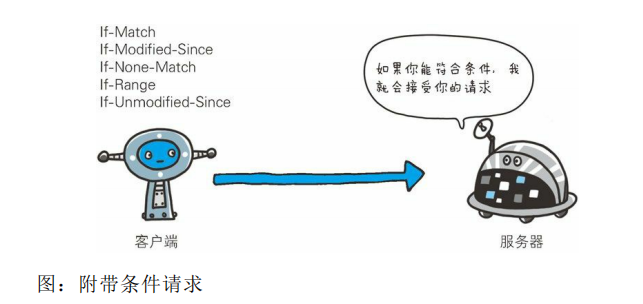 If-Match
If-Modified-Since
If-None-Match
If-Range
If-Unmodified-Since
如果你能符合条件，我
就会接受你的请求
客户端
服务器
图：附带条件请求